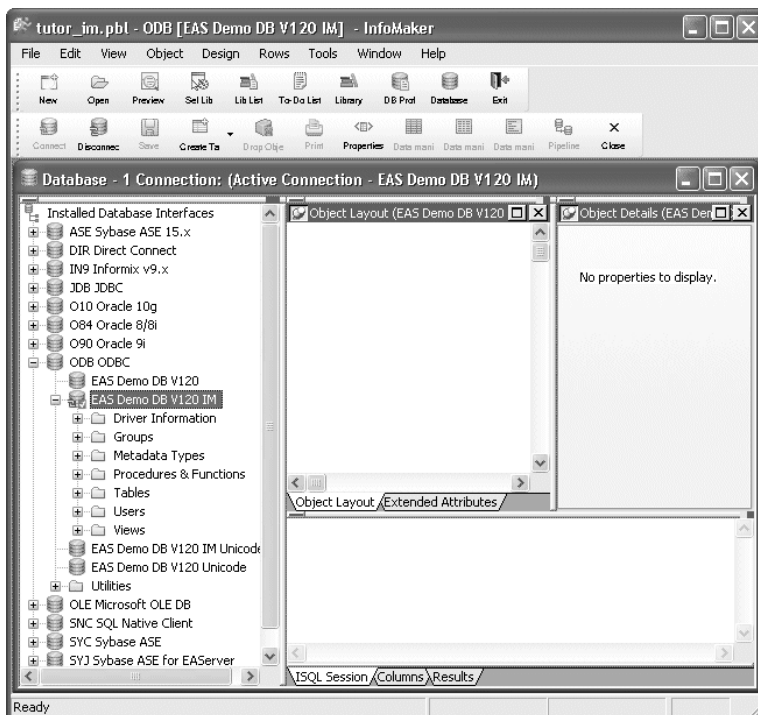 tutor_im.pbl - ODB [EAS Demo DB V120 IM] - InfoMaker
File Edit View Object Design Rows Tools Window Help
New Open Preview Sel Lib Lib List To-Do List Library DB Prof Database Exit
Connect Disconnec Save Create Ta Drop Obje Print Properties Data mani Data mani Data mani Pipeline Close
Database - 1 Connection: (Active Connection - EAS Demo DB V120 IM)
Installed Database Interfaces
ASE Sybase ASE 15.x
DIR Direct Connect
IN9 Informix v9.x
JDB JDBC
O10 Oracle 10g
O84 Oracle 8/8i
O90 Oracle 9i
ODB ODBC
EAS Demo DB V120
EAS Demo DB V120 IM
Driver Information
Groups
Metadata Types
Procedures & Functions
Tables
Users
Views
EAS Demo DB V120 IM Unicode
EAS Demo DB V120 Unicode
Utilities
OLE Microsoft OLE DB
SNC SQL Native Client
SYC Sybase ASE
SYJ Sybase ASE for EAServer
Object Layout (EAS Demo DB V120
Object Layout Extended Attributes
Object Details (EAS Den
No properties to display.
ISQL Session Columns Results
Ready